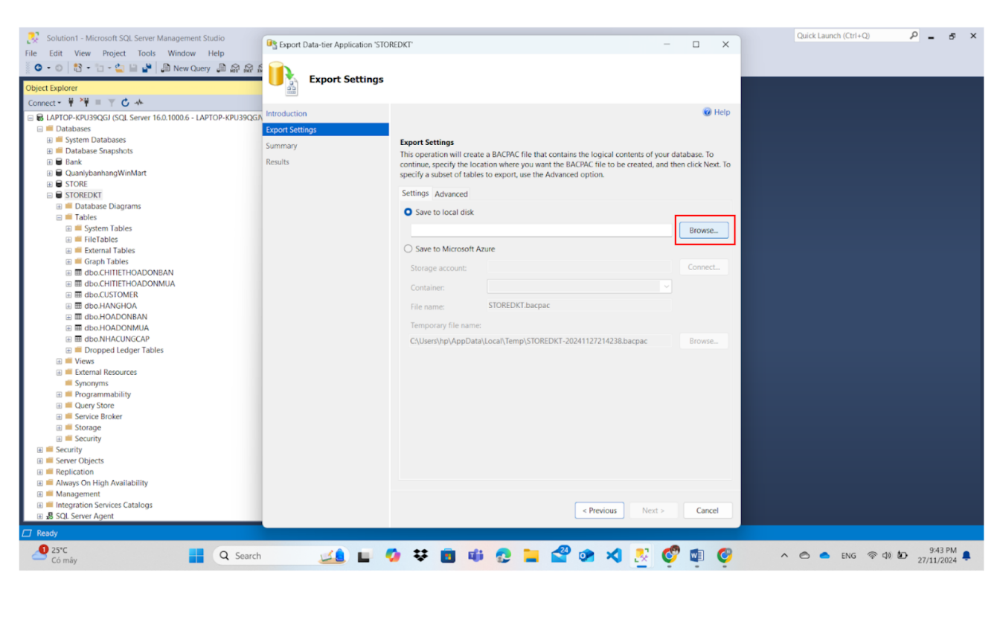 Solution1 - Microsoft SQL Server Management Studio
Quick Launch (Ctrl+Q)
File Edit View Project Tools Window Help
New Query
Object Explorer
Connect
LAPTOP-KPU39QGJ (SQL Server 16.0.1000.6 - LAPTOP-KPU39QGJ\
Databases
System Databases
Database Snapshots
Bank
QuanlybanhangWinMart
STORE
STOREDKT
Database Diagrams
Tables
System Tables
FileTables
External Tables
Graph Tables
dbo.CHITIETHOADONBAN
dbo.CHITIETHOADONMUA
dbo.CUSTOMER
dbo.HANGHOA
dbo.HOADONBAN
dbo.HOADONMUA
dbo.NHACUNGCAP
Dropped Ledger Tables
Views
External Resources
Synonyms
Programmability
Query Store
Service Broker
Storage
Security
Security
Server Objects
Replication
Always On High Availability
Management
Integration Services Catalogs
SQL Server Agent
Export Data-tier Application 'STOREDKT'
Export Settings
Introduction
Export Settings
Summary
Results
Help
Export Settings
This operation will create a BACPAC file that contains the logical contents of your database. To
continue, specify the location where you want the BACPAC file to be created, and then click Next. To
specify a subset of tables to export, use the Advanced option.
Settings Advanced
Save to local disk
Browse...
Save to Microsoft Azure
Storage account: Connect...
Container:
File name: STOREDKT.bacpac
Temporary file name:
C:\Users\hp\AppData\Local\Temp\STOREDKT-20241127214238.bacpac Browse...
< Previous Next > Cancel
Ready
1
25°C
Có mây
Search
24
ENG
9:43 PM
27/11/2024